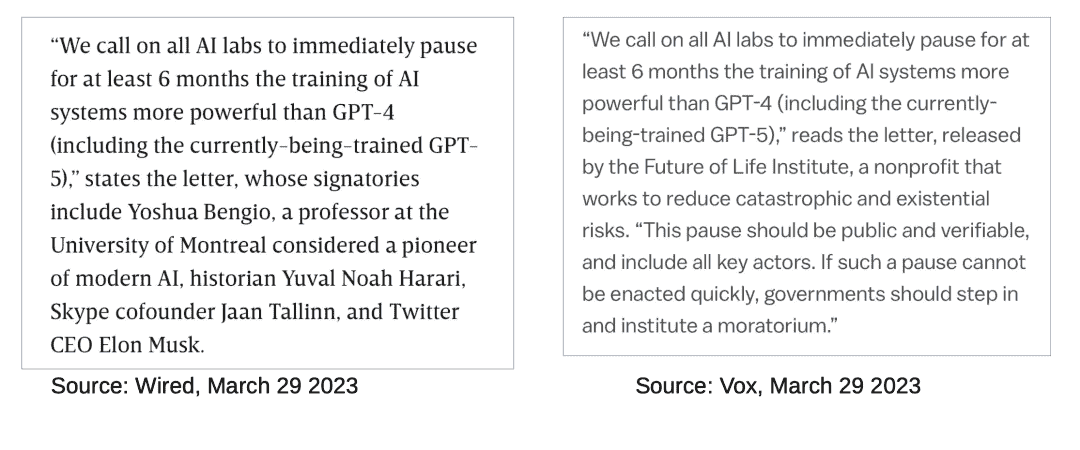 “We call on all AI labs to immediately pause
for at least 6 months the training of AI
systems more powerful than GPT-4
(including the currently-being-trained GPT-
5),” states the letter, whose signatories
include Yoshua Bengio, a professor at the
University of Montreal considered a pioneer
of modern AI, historian Yuval Noah Harari,
Skype cofounder Jaan Tallinn, and Twitter
CEO Elon Musk.
Source: Wired, March 29 2023
“We call on all AI labs to immediately pause for at
least 6 months the training of AI systems more
powerful than GPT-4 (including the currently-
being-trained GPT-5),” reads the letter, released
by the Future of Life Institute, a nonprofit that
works to reduce catastrophic and existential
risks. “This pause should be public and verifiable,
and include all key actors. If such a pause cannot
be enacted quickly, governments should step in
and institute a moratorium.”
Source: Vox, March 29 2023